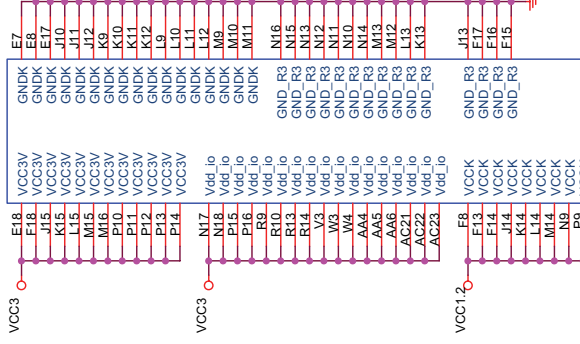 E7 E8 E17 J10 J11 J12 K9 K10 K11 K12 L9 L10 L11 L12 M9 M10 M11 N16 N15 N13 N12 N11 N10 N14 M13 M12 L13 K13 J13 F17 F16 F15
GNDK GNDK GNDK GNDK GNDK GNDK GNDK GNDK GNDK GNDK GNDK GNDK GNDK GNDK GNDK GNDK GNDK GND_R3 GND_R3 GND_R3 GND_R3 GND_R3 GND_R3 GND_R3 GND_R3 GND_R3 GND_R3 GND_R3 GND_R3 GND_R3 GND_R3 GND_R3
VCC3V VCC3V VCC3V VCC3V VCC3V VCC3V VCC3V VCC3V VCC3V VCC3V VCC3V VCC3V Vdd_io Vdd_io Vdd_io Vdd_io Vdd_io Vdd_io Vdd_io Vdd_io Vdd_io Vdd_io Vdd_io Vdd_io Vdd_io Vdd_io Vdd_io Vdd_io Vdd_io VCCK VCCK VCCK VCCK VCCK VCCK VCCK VCCK VCCK
E18 F18 J15 K15 L15 M15 M16 P10 P11 P12 P13 P14 N17 N18 P15 P16 R9 R10 R13 R14 V3 W3 W4 AA4 AA5 AA6 AC21 AC22 AC23 F8 F13 F14 J14 K14 L14 M14 N9 P9
VCC3 VCC3 VCC1.2